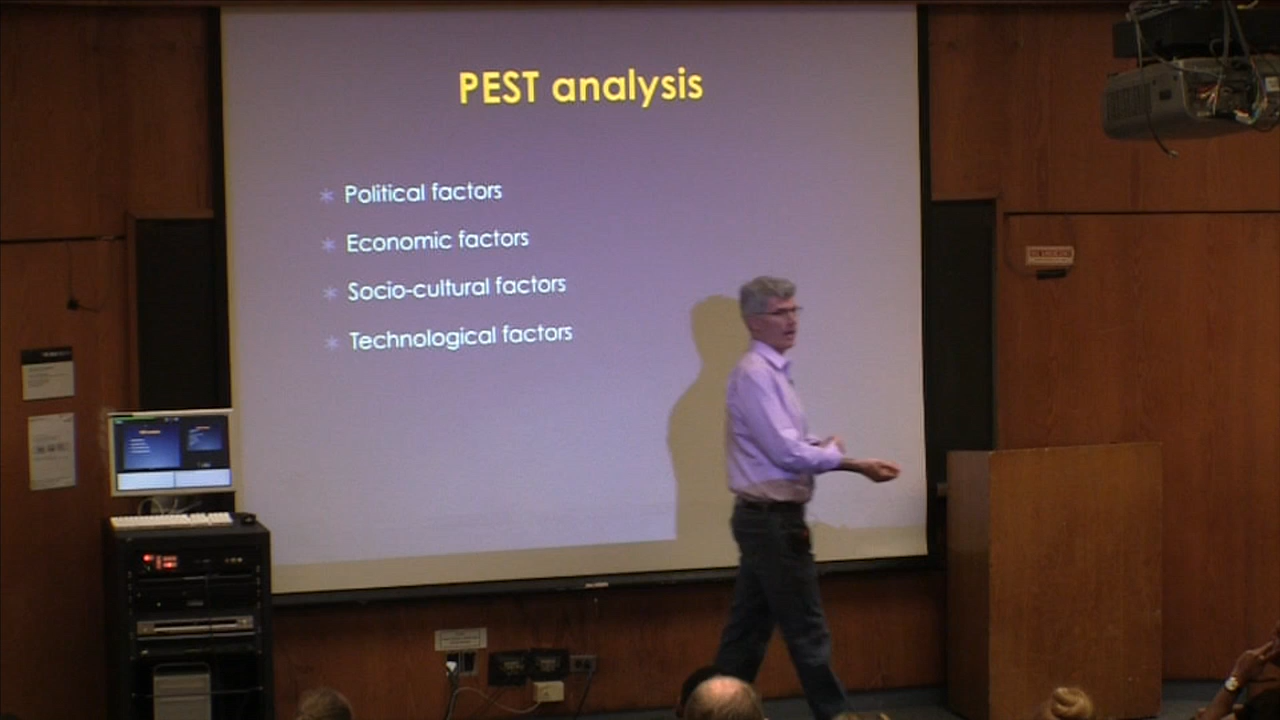 PEST analysis
* Political factors
* Economic factors
* Socio-cultural factors
* Technological factors